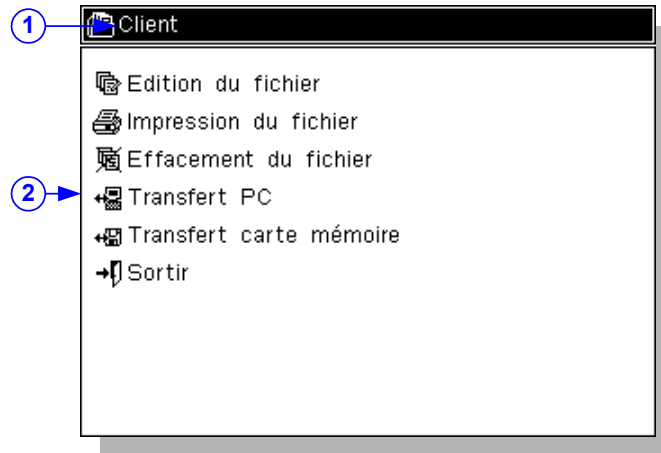 1
Client
Edition du fichier
Impression du fichier
Effacement du fichier
2
Transfert PC
Transfert carte mémoire
Sortir